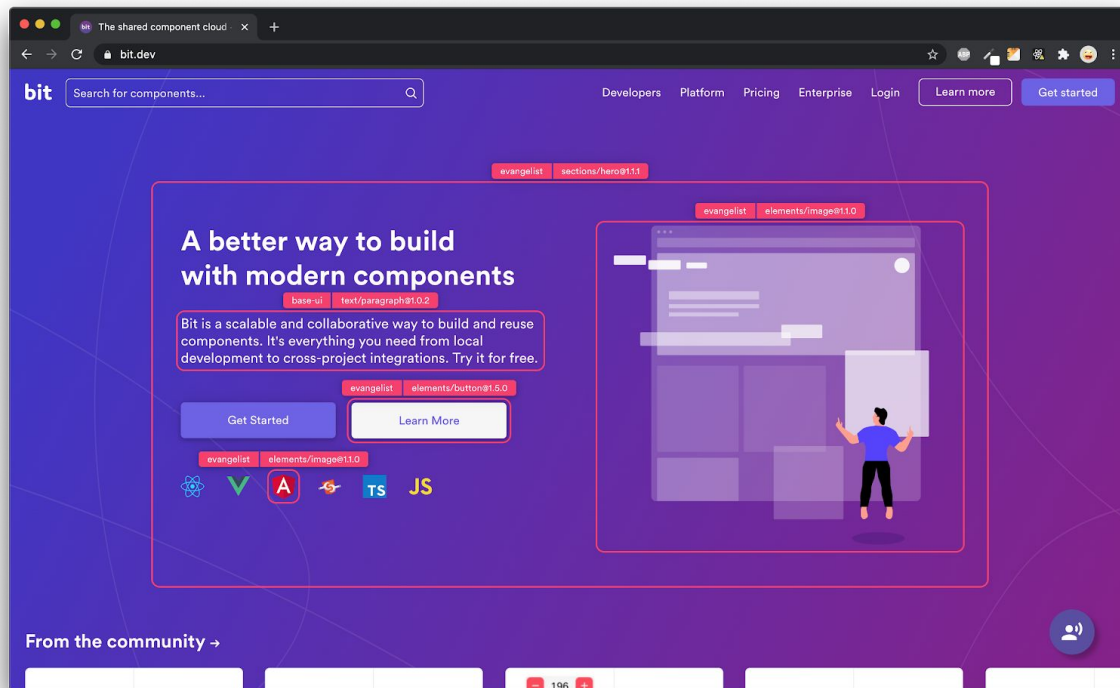 bit The shared component cloud
bit.dev
ABP
bit
Search for components...
Developers Platform Pricing Enterprise Login Learn more Get started
evangelist sections/hero@1.1.1
evangelist elements/image@1.1.0
A better way to build
with modern components
base-ui text/paragraph@1.0.2
Bit is a scalable and collaborative way to build and reuse
components. It's everything you need from local
development to cross-project integrations. Try it for free.
evangelist elements/button@1.5.0
Get Started Learn More
evangelist elements/image@1.1.0
A TS JS
From the community →
196